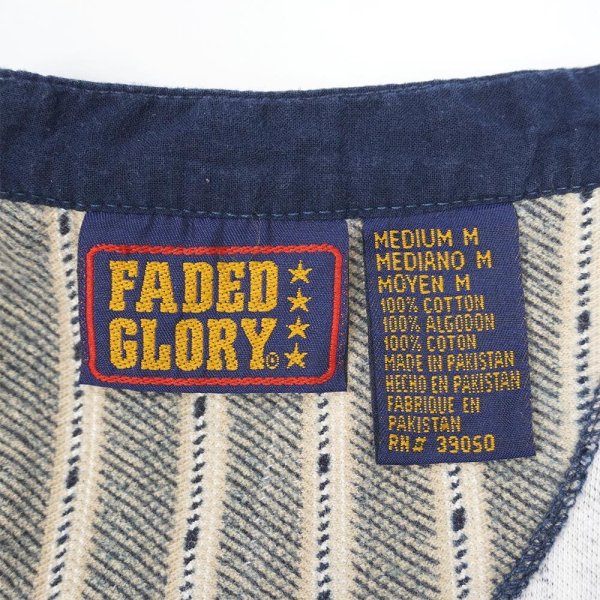 FADED
GLORY®
MEDIUM M
MEDIANO M
MOYEN M
100% COTTON
100% ALGODON
100% COTON
MADE IN PAKISTAN
HECHO EN PAKISTAN
FABRIQUE EN
PAKISTAN
RN# 39050